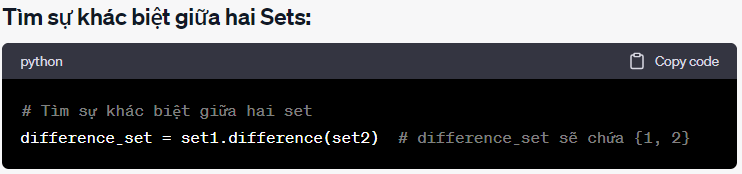 Tìm sự khác biệt giữa hai Sets:
python
Copy code
# Tìm sự khác biệt giữa hai set
difference_set = set1.difference(set2)  # difference_set sẽ chứa {1, 2}